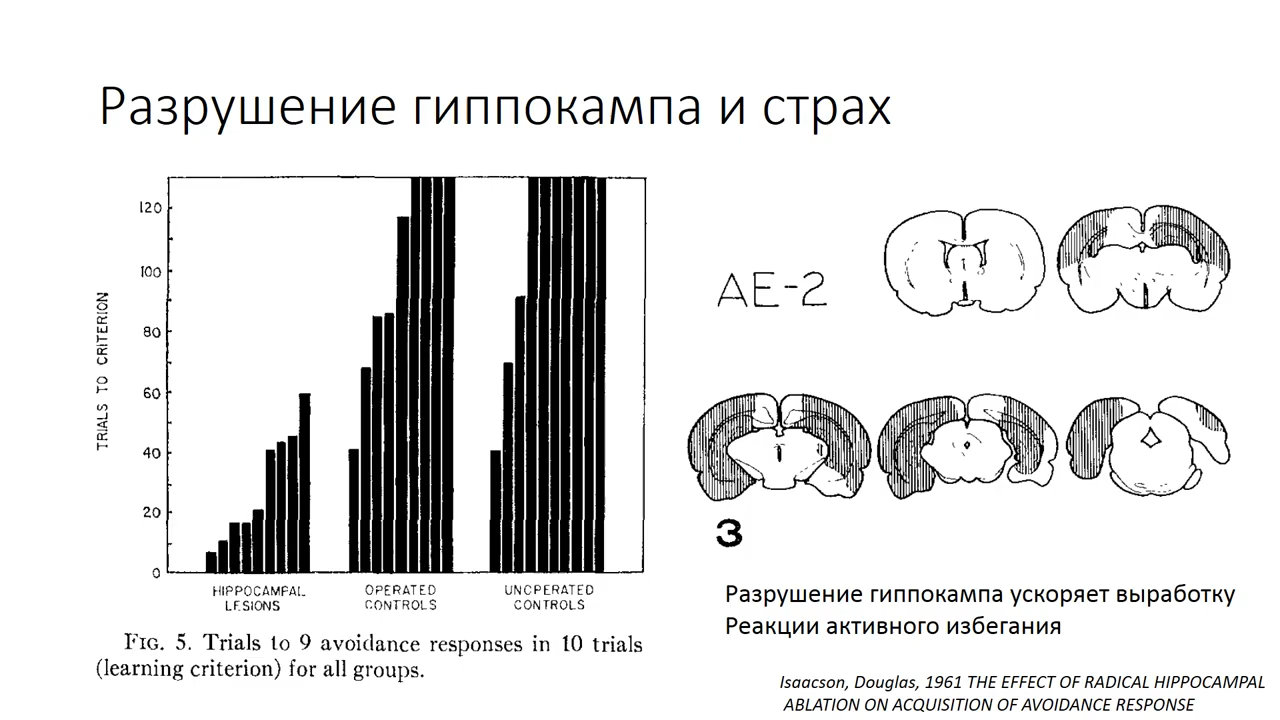 Разрушение гиппокампа и страх
TRIALS TO CRITERION
120
100
80
60
40
20
0
HIPPOCAMPAL
LESIONS
OPERATED
CONTROLS
UNOPERATED
CONTROLS
FIG. 5. Trials to 9 avoidance responses in 10 trials
(learning criterion) for all groups.
AE-2
3
Разрушение гиппокампа ускоряет выработку
Реакции активного избегания
Isaacson, Douglas, 1961 THE EFFECT OF RADICAL HIPPOCAMPAL
ABLATION ON ACQUISITION OF AVOIDANCE RESPONSE